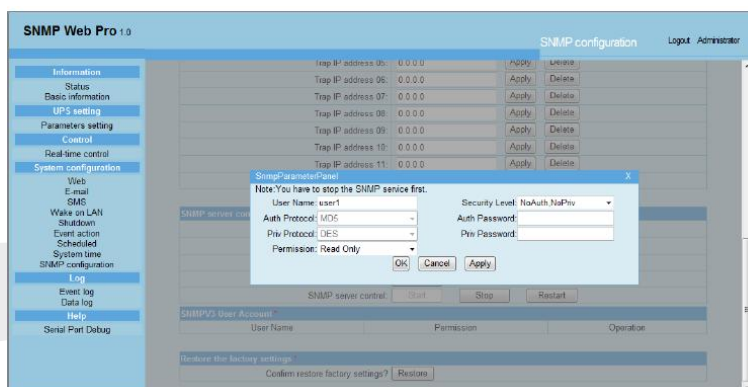 SNMP Web Pro 1.0
SNMP configuration
Logout Administrator
Information
Status
Basic information
UPS setting
Parameters setting
Control
Real-time control
System configuration
Web
E-mail
SMS
Wake on LAN
Shutdown
Event action
Scheduled
System time
SNMP configuration
Log
Event log
Data log
Help
Serial Port Debug
Trap IP address 05: 0.0.0.0 Apply Delete
Trap IP address 06: 0.0.0.0 Apply Delete
Trap IP address 07: 0.0.0.0 Apply Delete
Trap IP address 08: 0.0.0.0 Apply Delete
Trap IP address 09: 0.0.0.0 Apply Delete
Trap IP address 10: 0.0.0.0 Apply Delete
Trap IP address 11: 0.0.0.0 Apply Delete
SnmpParameterPanel X
Note:You have to stop the SNMP service first.
User Name: user1 Security Level: NoAuth,NoPriv
Auth Protocol: MD5 Auth Password:
Priv Protocol: DES Priv Password:
Permission: Read Only
OK Cancel Apply
SNMP server con
SNMP server control: Start Stop Restart
SNMPV3 User Account *
User Name Permission Operation
Restore the factory settings *
Confirm restore factory settings? Restore